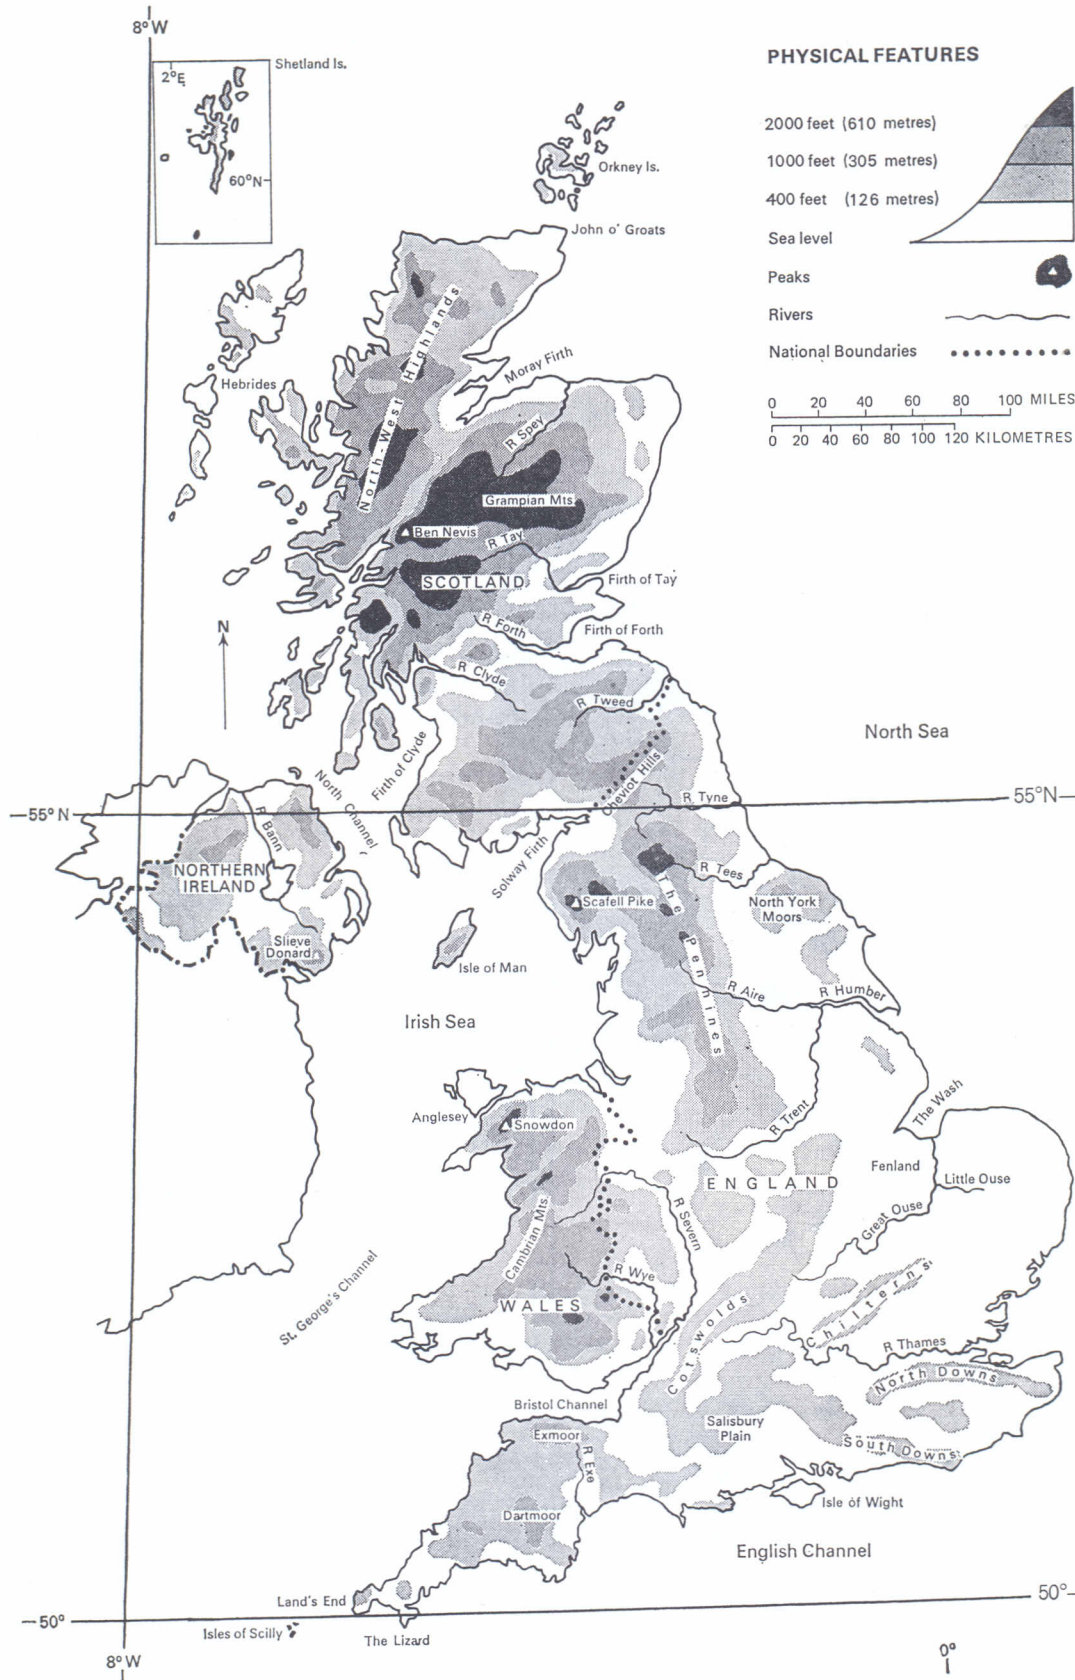 8°W
2°E
Shetland Is.
60°N
Orkney Is.
John o' Groats
PHYSICAL FEATURES
2000 feet (610 metres)
1000 feet (305 metres)
400 feet (126 metres)
Sea level
Peaks
Rivers
National Boundaries
0 20 40 60 80 100 MILES
0 20 40 60 80 100 120 KILOMETRES
Hebrides
North-West Highlands
Moray Firth
R Spey
Grampian Mts.
Ben Nevis
R Tay
SCOTLAND
Firth of Tay
R Forth
Firth of Forth
N
R Clyde
R Tweed
North Sea
Firth of Clyde
North Channel
Cheviot Hills
R Tyne
55°N
55°N
R Bann
Solway Firth
NORTHERN
IRELAND
R Tees
Scafell Pike
The Pennines
North York
Moors
Slieve
Donard
Isle of Man
R Aire
R Humber
Irish Sea
Anglesey
Snowdon
R Trent
The Wash
Fenland
Little Ouse
ENGLAND
Great Ouse
R Severn
Cambrian Mts
R Wye
WALES
St. George's Channel
Cotswolds
Chilterns
R Thames
North Downs
Bristol Channel
Salisbury
Plain
South Downs
Exmoor
R Exe
Isle of Wight
Dartmoor
English Channel
Land's End
50°
50°
Isles of Scilly
The Lizard
8°W
0°